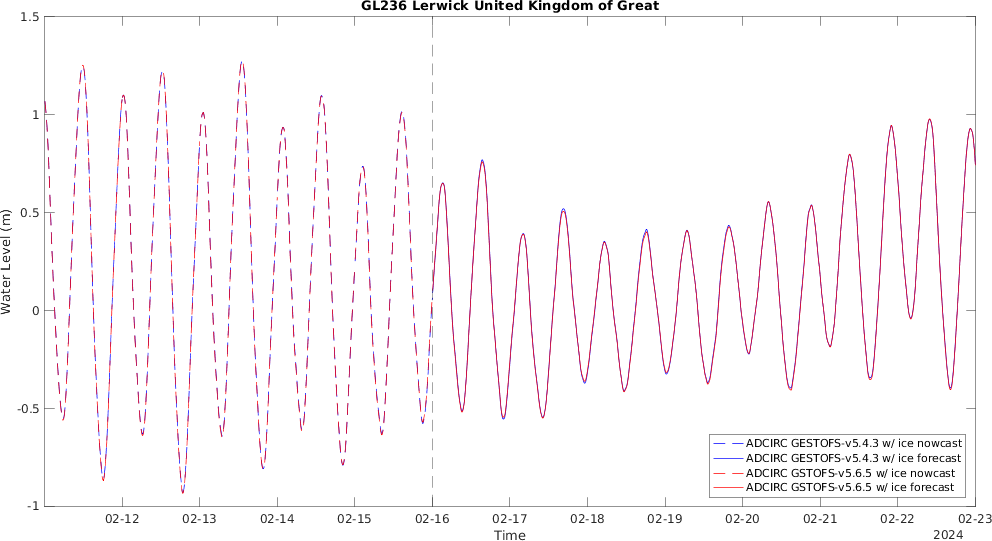 GL236 Lerwick United Kingdom of Great
1.5
1
0.5
0
-0.5
-1
Water Level (m)
ADCIRC GESTOFS-v5.4.3 w/ ice nowcast
ADCIRC GESTOFS-v5.4.3 w/ ice forecast
ADCIRC GSTOFS-v5.6.5 w/ ice nowcast
ADCIRC GSTOFS-v5.6.5 w/ ice forecast
02-12 02-13 02-14 02-15 02-16 02-17 02-18 02-19 02-20 02-21 02-22 02-23
Time
2024